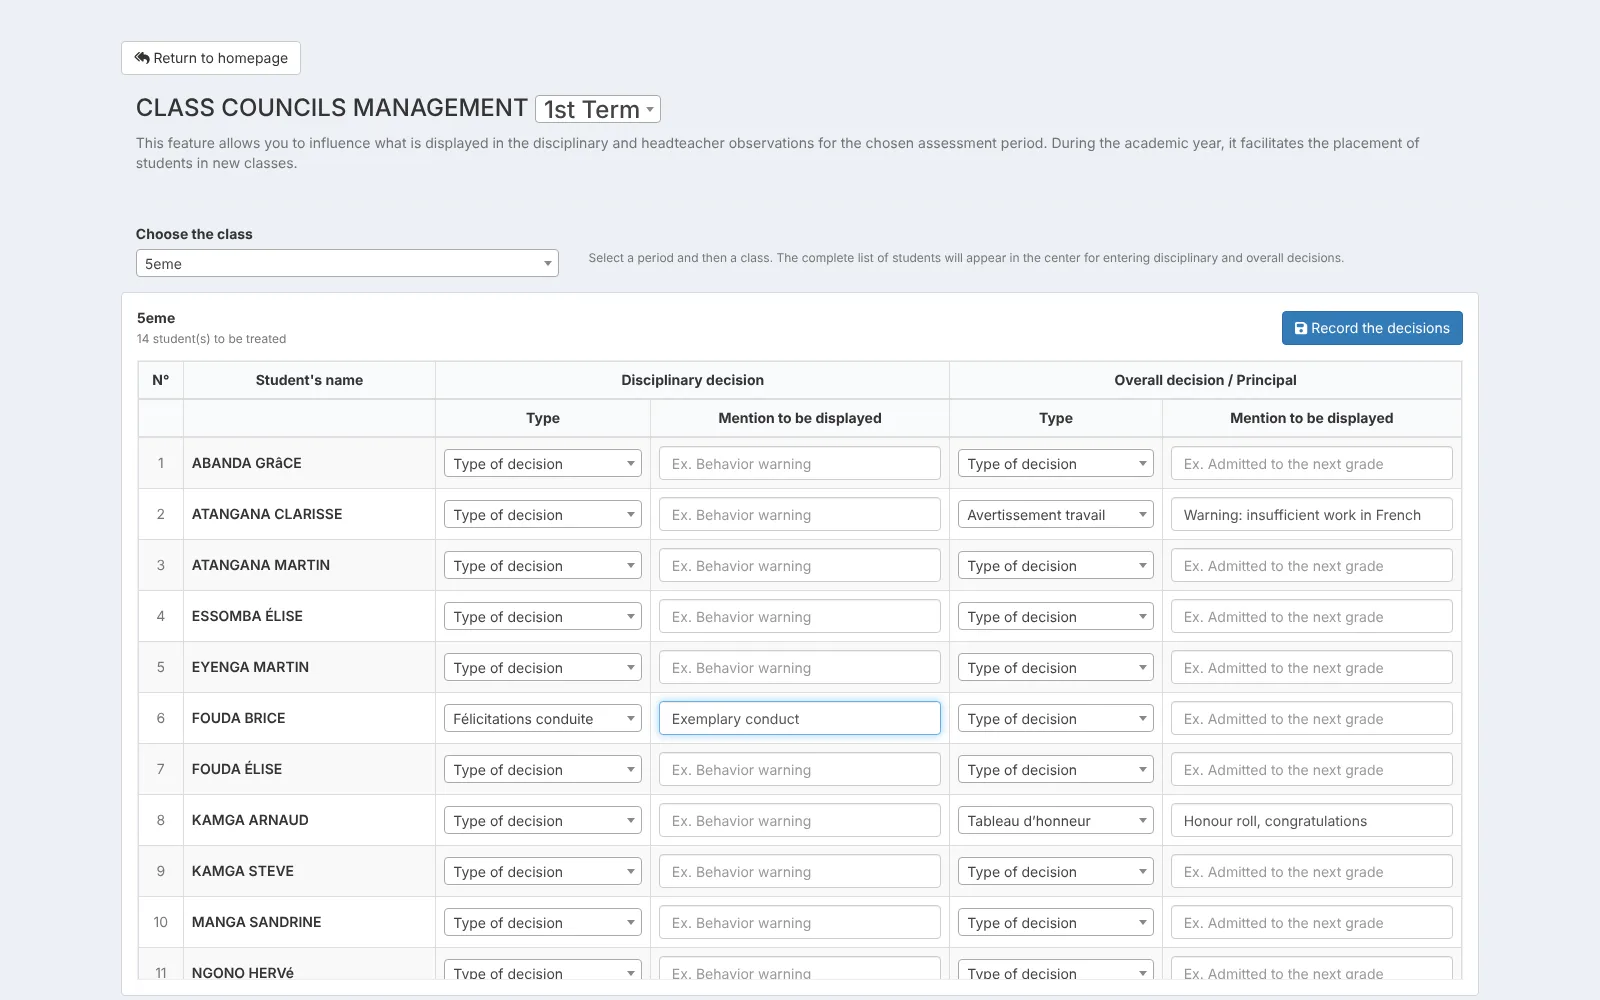 Return to homepage
CLASS COUNCILS MANAGEMENT 1st Term
This feature allows you to influence what is displayed in the disciplinary and headteacher observations for the chosen assessment period. During the academic year, it facilitates the placement of
students in new classes.
Choose the class
5eme
Select a period and then a class. The complete list of students will appear in the center for entering disciplinary and overall decisions.
5eme
14 student(s) to be treated
Record the decisions
N° Student's name Disciplinary decision Overall decision / Principal
Type Mention to be displayed Type Mention to be displayed
1 ABANDA GRâCE Type of decision Ex. Behavior warning Type of decision Ex. Admitted to the next grade
2 ATANGANA CLARISSE Type of decision Ex. Behavior warning Avertissement travail Warning: insufficient work in French
3 ATANGANA MARTIN Type of decision Ex. Behavior warning Type of decision Ex. Admitted to the next grade
4 ESSOMBA ÉLISE Type of decision Ex. Behavior warning Type of decision Ex. Admitted to the next grade
5 EYENGA MARTIN Type of decision Ex. Behavior warning Type of decision Ex. Admitted to the next grade
6 FOUDA BRICE Félicitations conduite Exemplary conduct Type of decision Ex. Admitted to the next grade
7 FOUDA ÉLISE Type of decision Ex. Behavior warning Type of decision Ex. Admitted to the next grade
8 KAMGA ARNAUD Type of decision Ex. Behavior warning Tableau d'honneur Honour roll, congratulations
9 KAMGA STEVE Type of decision Ex. Behavior warning Type of decision Ex. Admitted to the next grade
10 MANGA SANDRINE Type of decision Ex. Behavior warning Type of decision Ex. Admitted to the next grade
11 NGONO HERVé Type of decision Ex. Behavior warning Type of decision Ex. Admitted to the next grade